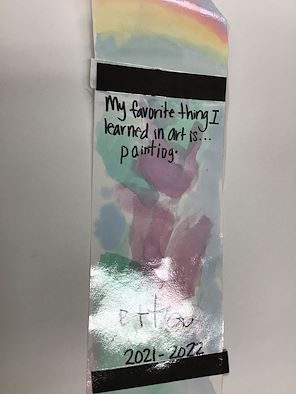 My favorite thing I
learned in art is...
painting.
2021-2022